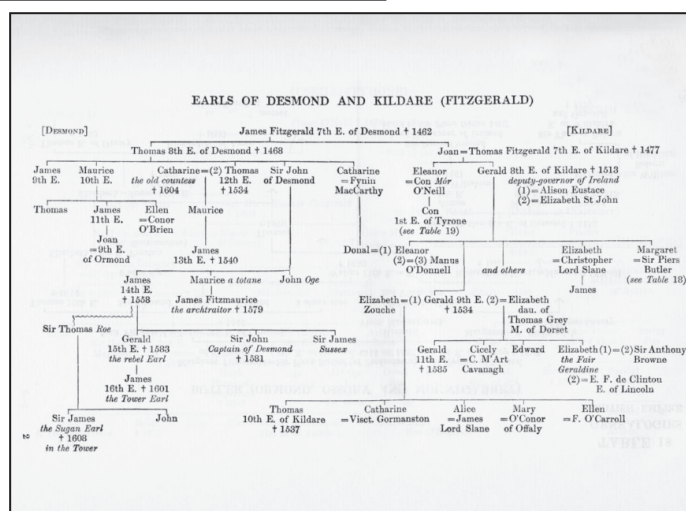 EARLS OF DESMOND AND KILDARE (FITZGERALD)
[DESMOND]
James Fitzgerald 7th E. of Desmond † 1462
[KILDARE]
Thomas 8th E. of Desmond † 1468
Joan=Thomas Fitzgerald 7th E. of Kildare † 1477
James
9th E.
Maurice
10th E.
Catharine=(2) Thomas
the old countess 12th E.
† 1604 † 1534
Sir John
of Desmond
Catharine
=Fynin
MacCarthy
Eleanor
=Con Mór
O'Neill
Con
1st E. of Tyrone
(see Table 19)
Gerald 8th E. of Kildare † 1513
deputy-governor of Ireland
(1)=Alison Eustace
(2)=Elizabeth St John
Thomas
James
11th E.
Joan
=9th E.
of Ormond
Ellen
=Conor
O'Brien
Maurice
James
13th E. † 1540
Donal=(1) Eleanor
(2)=(3) Manus
O'Donnell
and others
Elizabeth
=Christopher
Lord Slane
James
Margaret
=Sir Piers
Butler
(see Table 18)
James
14th E.
† 1558
Maurice a totane
James Fitzmaurice
the archtraitor † 1579
John Oge
Elizabeth=(1) Gerald 9th E. (2)=Elizabeth
Zouche † 1534 dau. of
Thomas Grey
M. of Dorset
Sir Thomas Roe
Gerald
15th E. † 1583
the rebel Earl
James
16th E. † 1601
the Tower Earl
Sir John
Captain of Desmond
† 1581
Sir James
Sussex
Gerald
11th E.
† 1585
Cicely
=C. M'Art
Cavanagh
Edward
Elizabeth(1)=(2)Sir Anthony
the Fair Browne
Geraldine
(2)=E. F. de Clinton
E. of Lincoln
Sir James
the Sugan Earl
† 1608
in the Tower
John
Thomas
10th E. of Kildare
† 1537
Catharine
=Visct. Gormanston
Alice
=James
Lord Slane
Mary
=O'Conor
of Offaly
Ellen
=F. O'Carroll